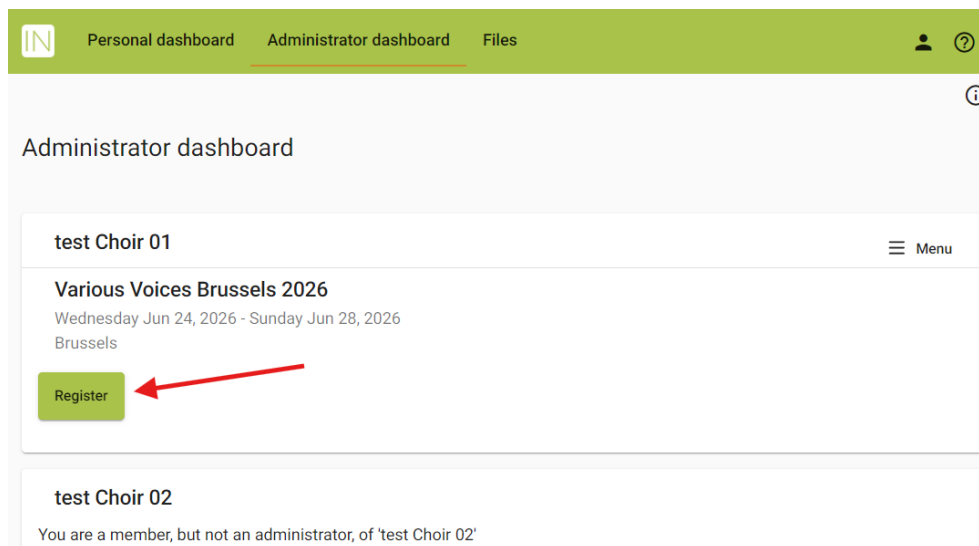 IN Personal dashboard Administrator dashboard Files
Administrator dashboard
test Choir 01
Menu
Various Voices Brussels 2026
Wednesday Jun 24, 2026 - Sunday Jun 28, 2026
Brussels
Register
test Choir 02
You are a member, but not an administrator, of 'test Choir 02'